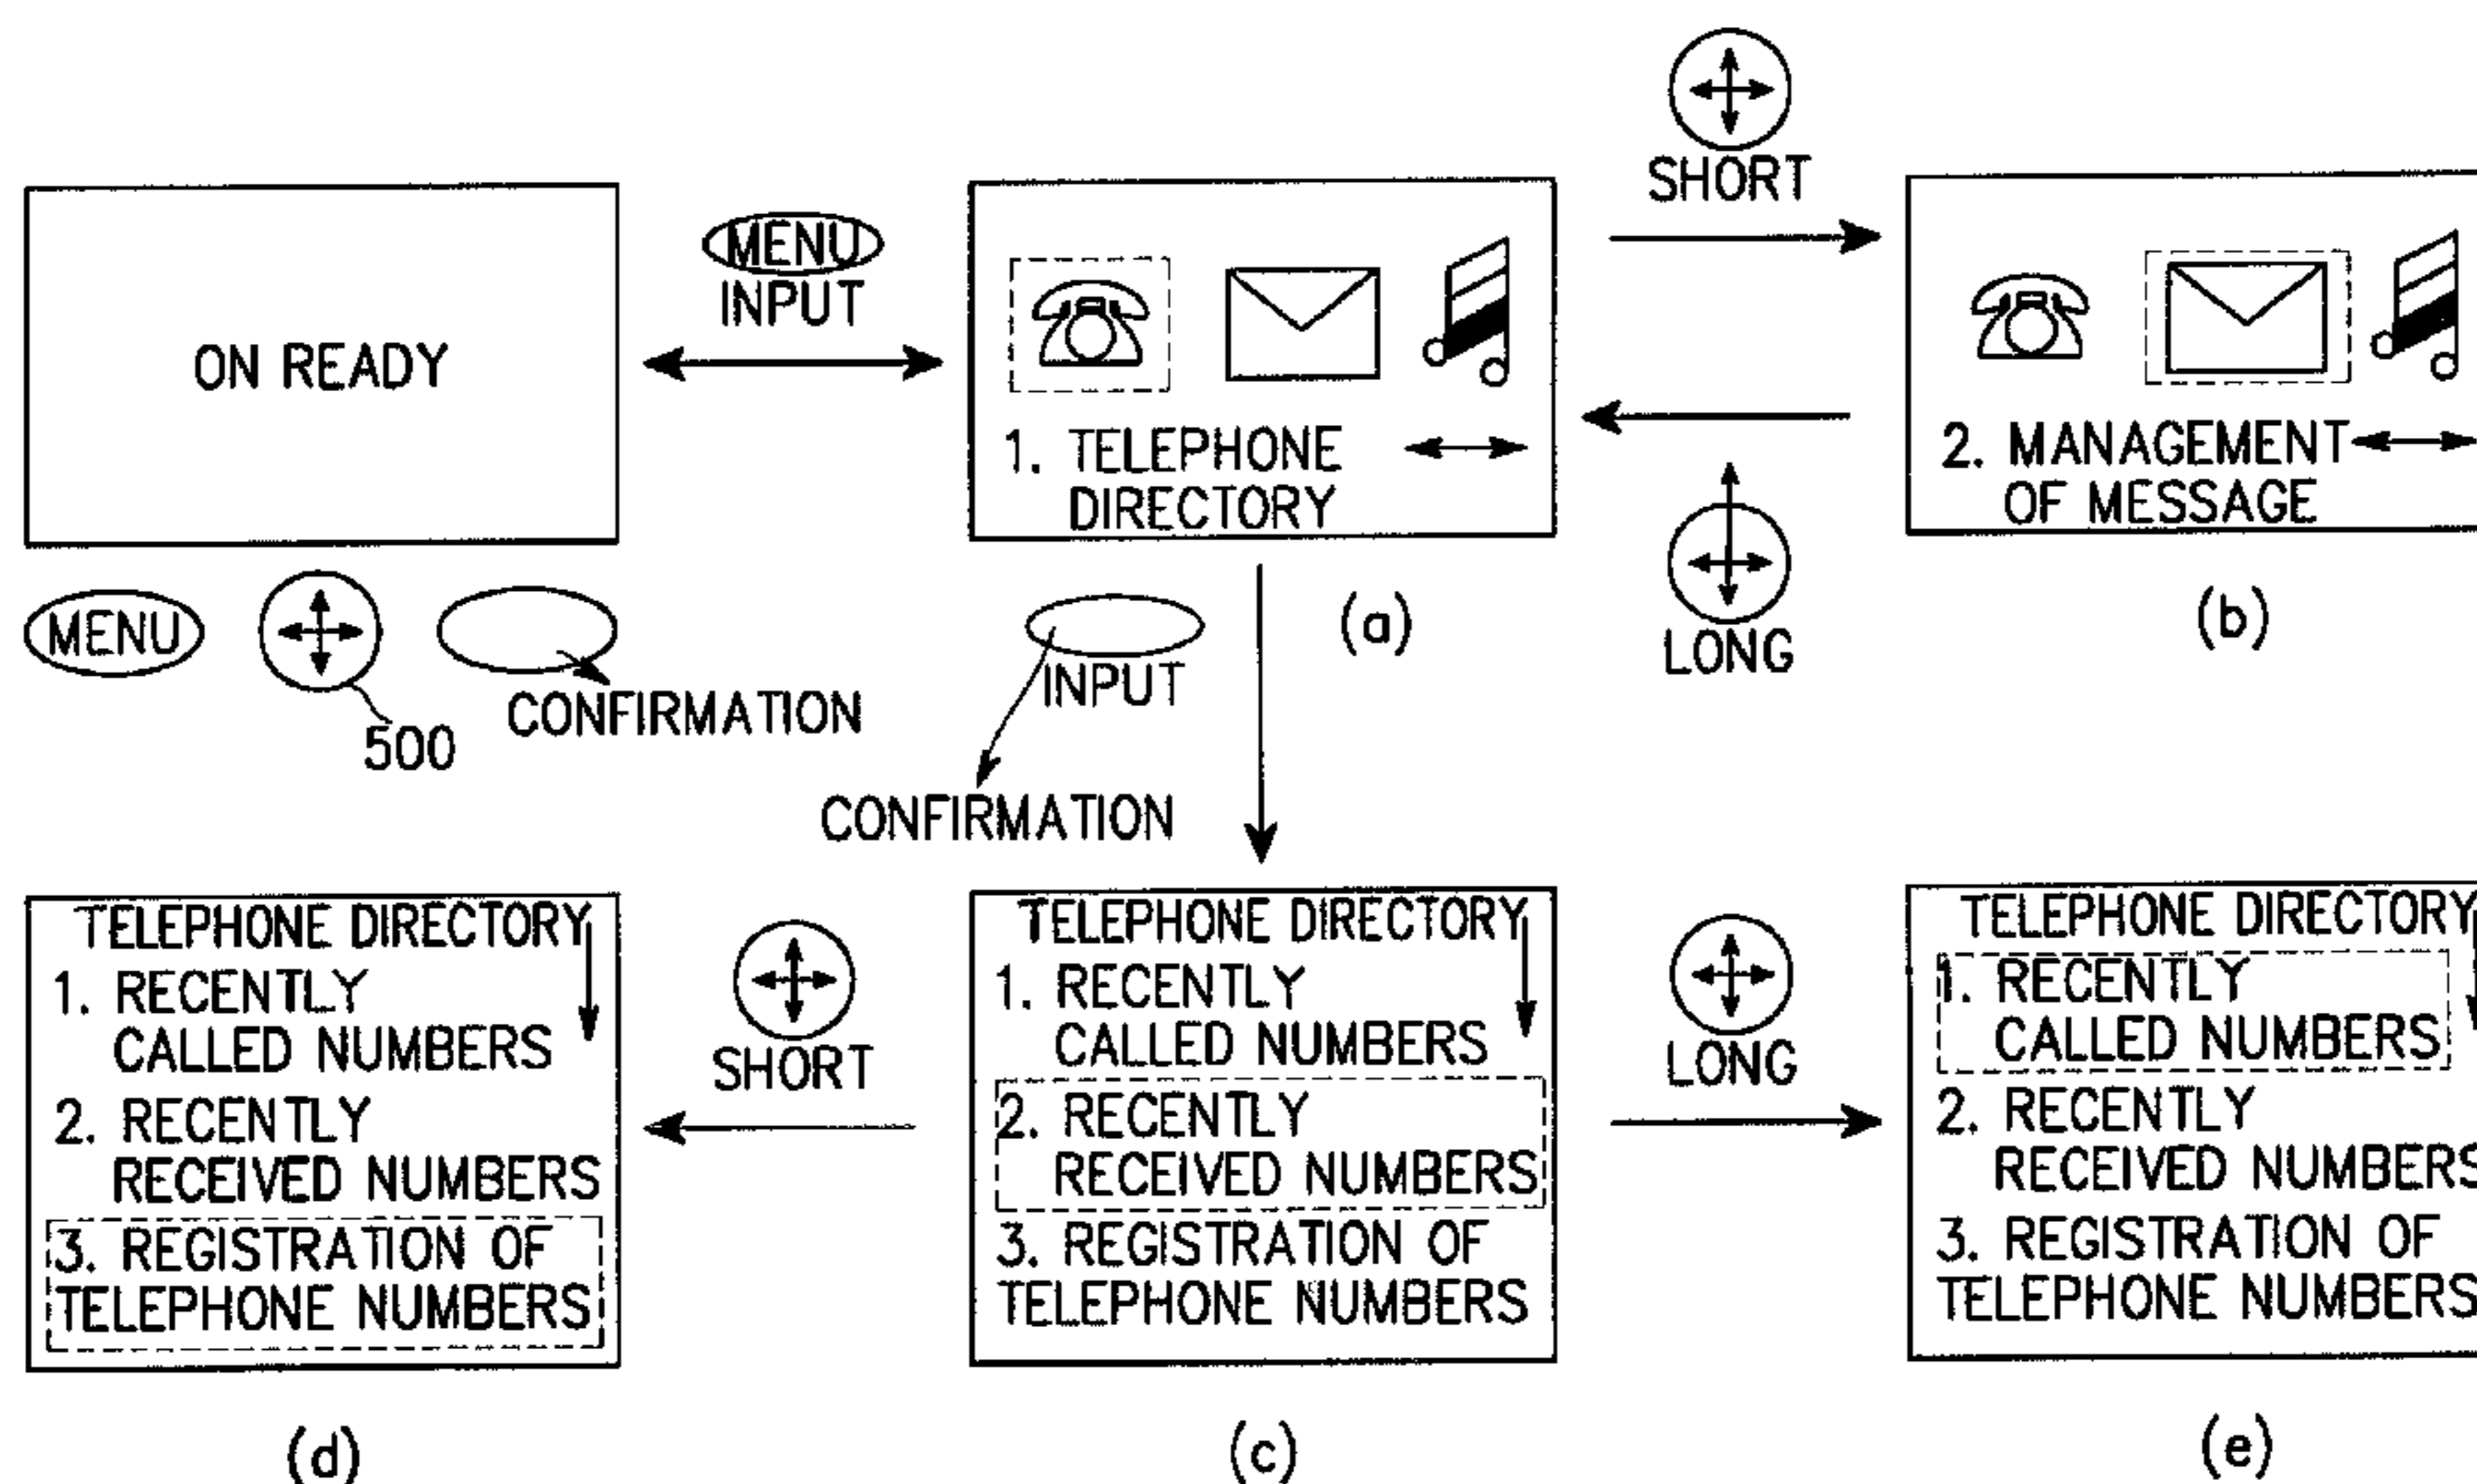 SHORT
MENU
INPUT
ON READY
1. TELEPHONE
DIRECTORY
2. MANAGEMENT
OF MESSAGE
MENU
500
CONFIRMATION
INPUT
CONFIRMATION
(a)
LONG
(b)
TELEPHONE DIRECTORY
1. RECENTLY
CALLED NUMBERS
2. RECENTLY
RECEIVED NUMBERS
3. REGISTRATION OF
TELEPHONE NUMBERS
(d)
SHORT
TELEPHONE DIRECTORY
1. RECENTLY
CALLED NUMBERS
2. RECENTLY
RECEIVED NUMBERS
3. REGISTRATION OF
TELEPHONE NUMBERS
(c)
LONG
TELEPHONE DIRECTORY
1. RECENTLY
CALLED NUMBERS
2. RECENTLY
RECEIVED NUMBERS
3. REGISTRATION OF
TELEPHONE NUMBERS
(e)